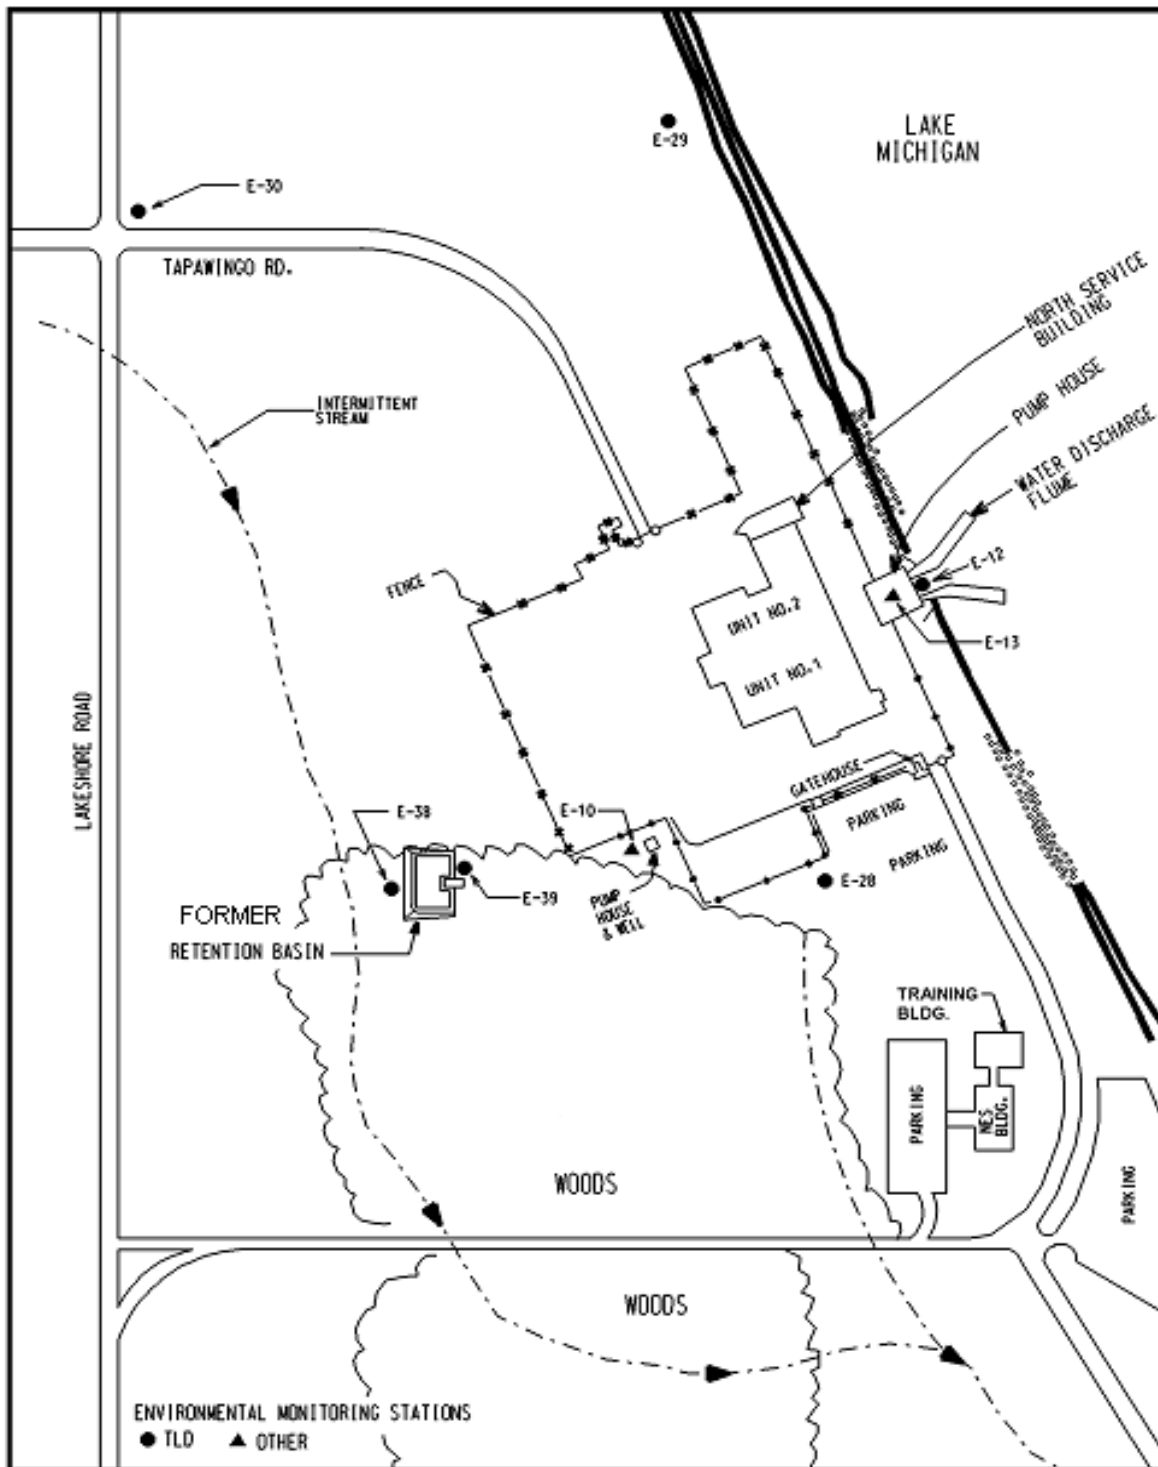 LAKE
MICHIGAN
E-29
E-30
TAPAWINGO RD.
NORTH SERVICE
BUILDING
PUMP HOUSE
WATER DISCHARGE
FLUME
INTERMITTENT
STREAM
E-12
FENCE
UNIT NO.2
E-13
UNIT NO.1
LAKESHORE ROAD
GATEHOUSE
E-38
E-10
PARKING
PARKING
E-39
E-28
PUMP
HOUSE
& WELL
FORMER
RETENTION BASIN
TRAINING
BLDG.
PARKING
NES
BLDG.
WOODS
PARKING
WOODS
ENVIRONMENTAL MONITORING STATIONS
TLD
OTHER